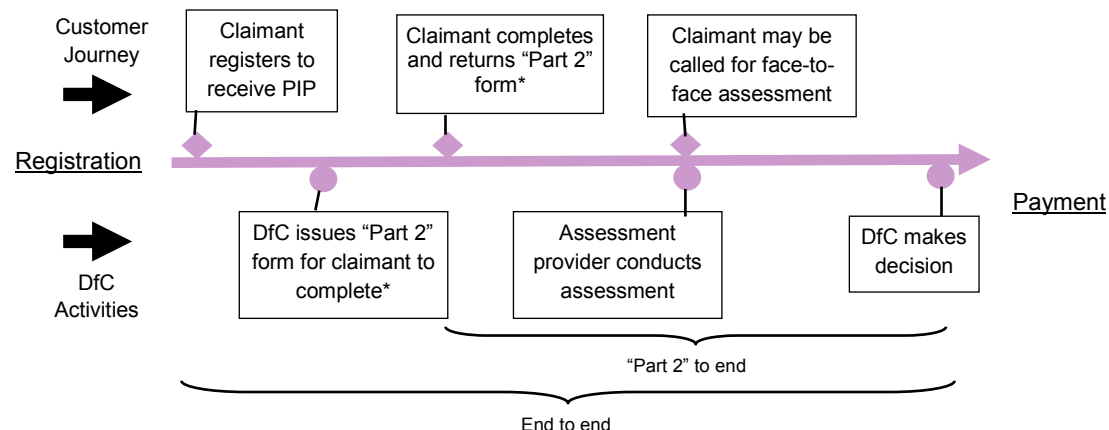 Customer
Journey
Claimant
registers to
receive PIP
Claimant completes
and returns “Part 2”
form*
Claimant may be
called for face-to-
face assessment
Registration
Payment
DfC
Activities
DfC issues “Part 2”
form for claimant to
complete*
Assessment
provider conducts
assessment
DfC makes
decision
“Part 2” to end
End to end